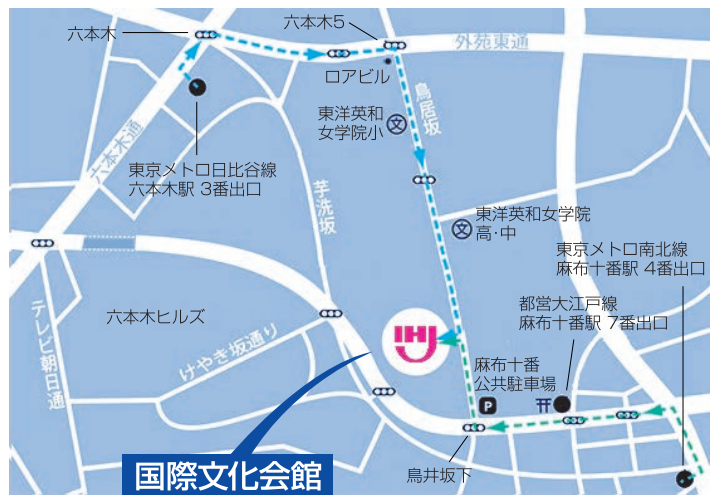 六本木
六本木5
外苑東通
ロアビル
鳥居坂
東洋英和
女学院小
六本木通
東京メトロ日比谷線
六本木駅 3番出口
芋洗坂
東洋英和女学院
高・中
東京メトロ南北線
麻布十番駅 4番出口
都営大江戸線
麻布十番駅 7番出口
六本木ヒルズ
テレビ朝日通
けやき坂通り
IHJ
麻布十番
公共駐車場
P
文
文
鳥井坂下
国際文化会館